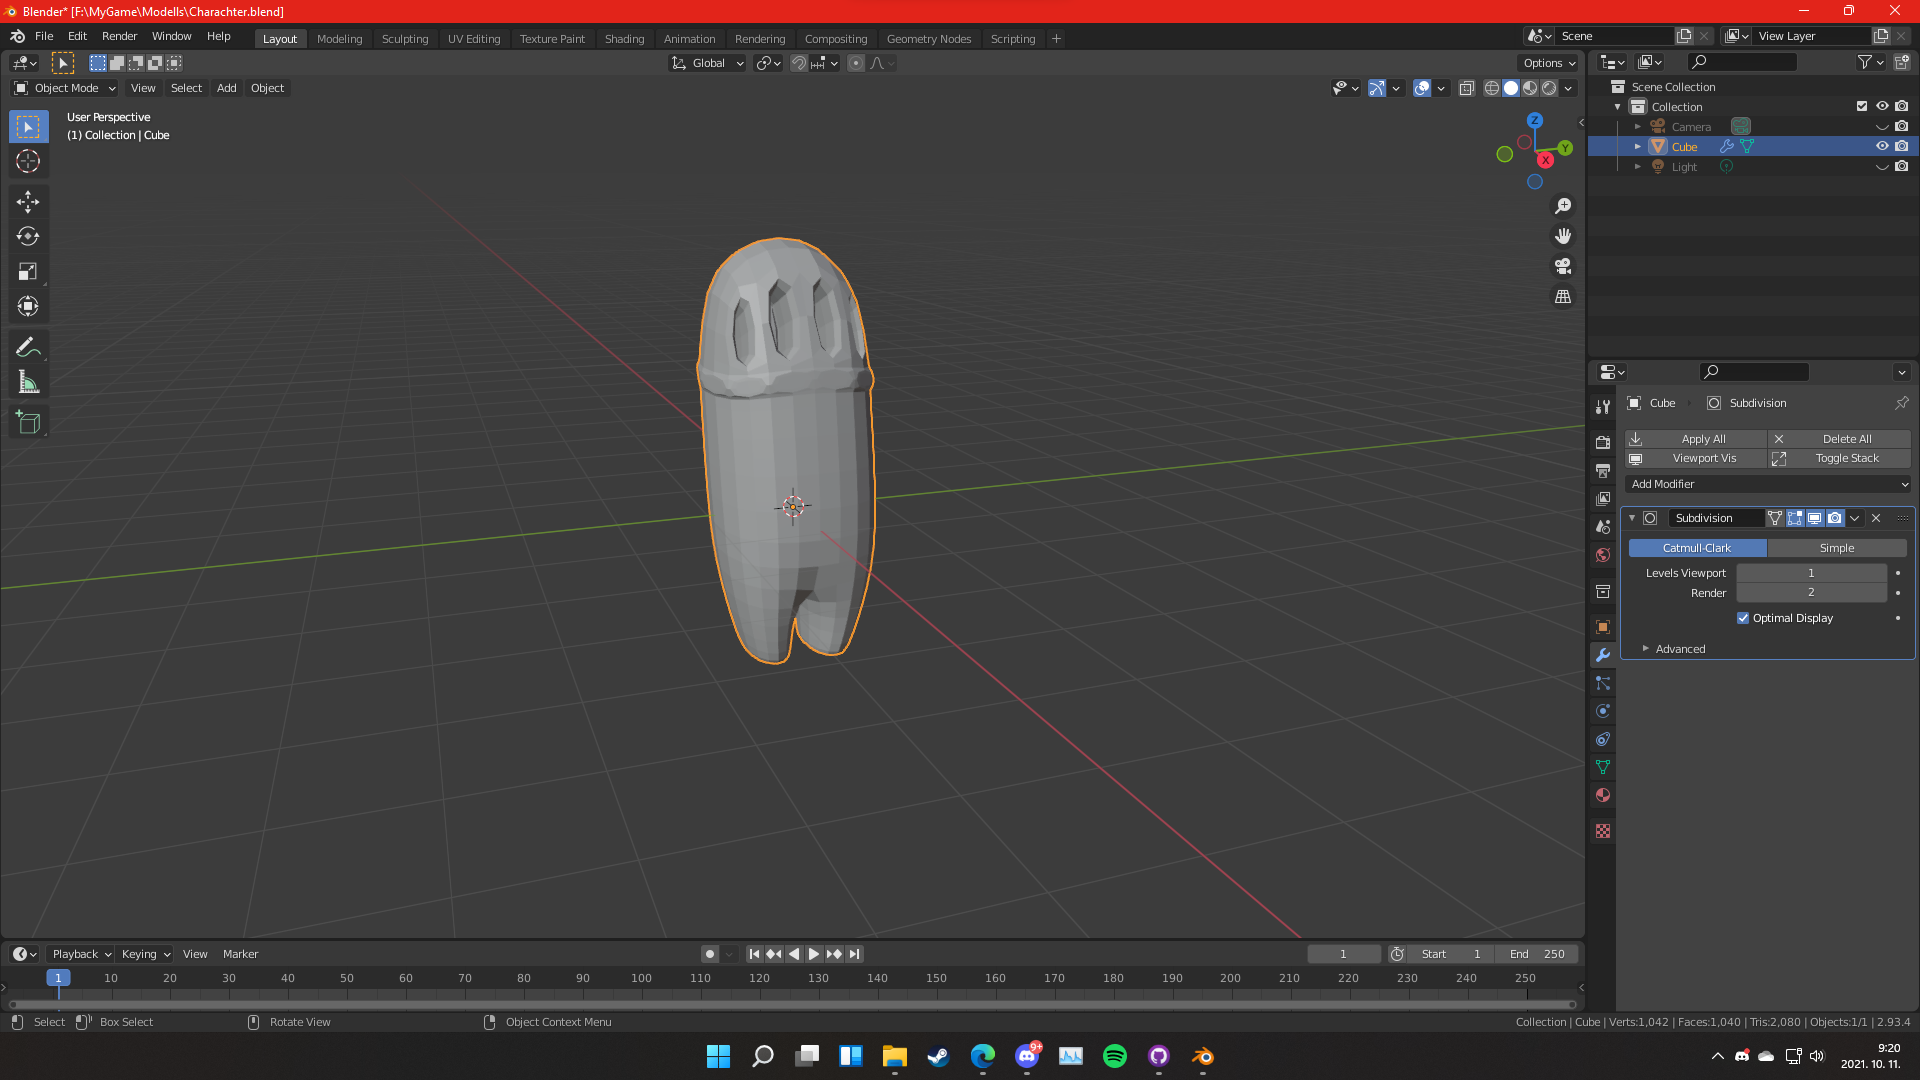 Blender* [F:\MyGame\Modells\Charachter.blend]
File Edit Render Window Help Layout Modeling Sculpting UV Editing Texture Paint Shading Animation Rendering Compositing Geometry Nodes Scripting + Scene View Layer
Global Options
Object Mode View Select Add Object
User Perspective
(1) Collection | Cube
Z
Y
X
Scene Collection
Collection
Camera
Cube
Light
Cube Subdivision
Apply All Delete All
Viewport Vis Toggle Stack
Add Modifier
Subdivision
Catmull-Clark Simple
Levels Viewport 1
Render 2
Optimal Display
Advanced
Playback Keying View Marker 1 Start 1 End 250
1 10 20 30 40 50 60 70 80 90 100 110 120 130 140 150 160 170 180 190 200 210 220 230 240 250
Select Box Select Rotate View Object Context Menu Collection | Cube | Verts:1,042 | Faces:1,040 | Tris:2,080 | Objects:1/1 | 2.93.4
9+
9:20
2021. 10. 11.